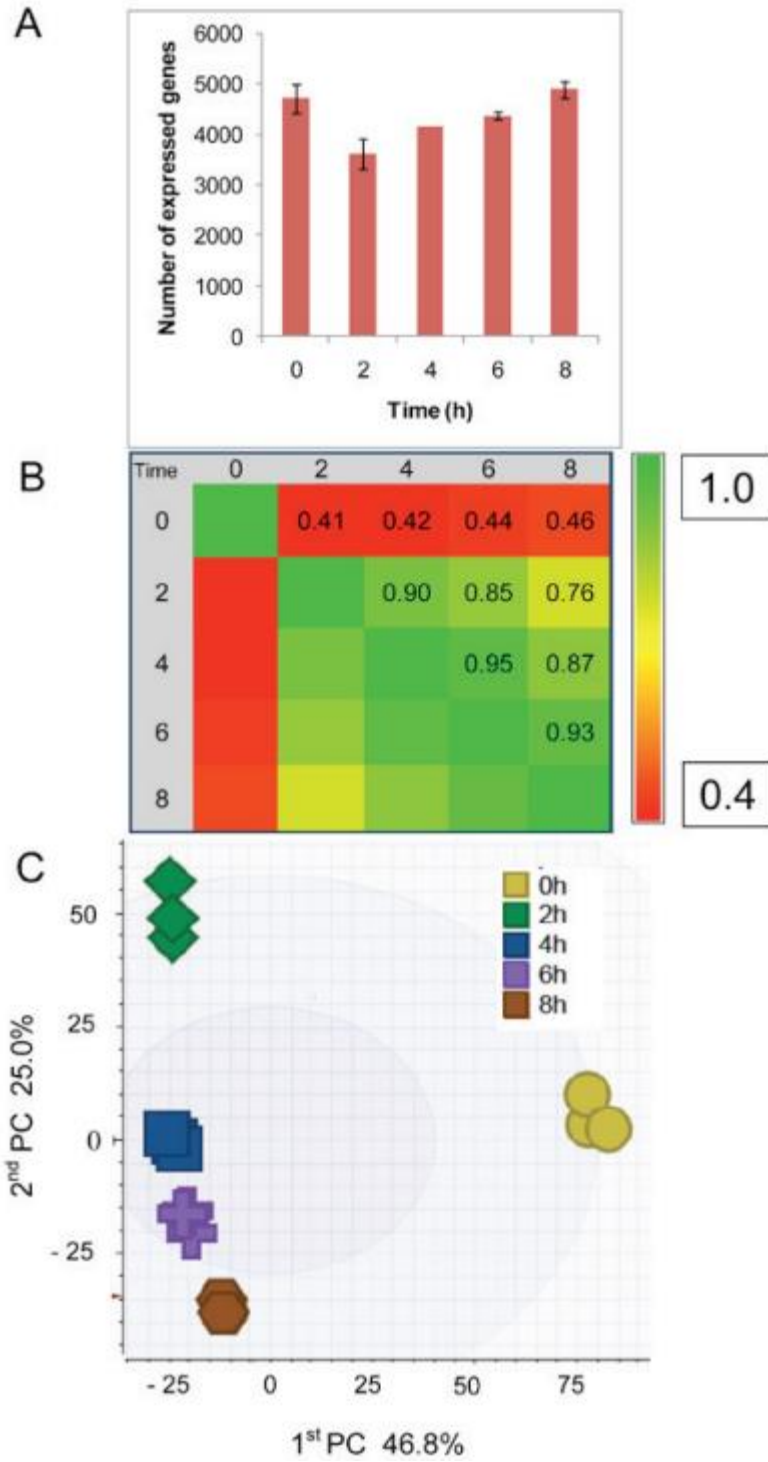 A
Number of expressed genes
6000
5000
4000
3000
2000
1000
0
0 2 4 6 8
Time (h)
B
Time 0 2 4 6 8
0 0.41 0.42 0.44 0.46
2 0.90 0.85 0.76
4 0.95 0.87
6 0.93
8
1.0
0.4
C
0h
2h
4h
6h
8h
2nd PC 25.0%
50
25
0
- 25
- 25 0 25 50 75
1st PC 46.8%